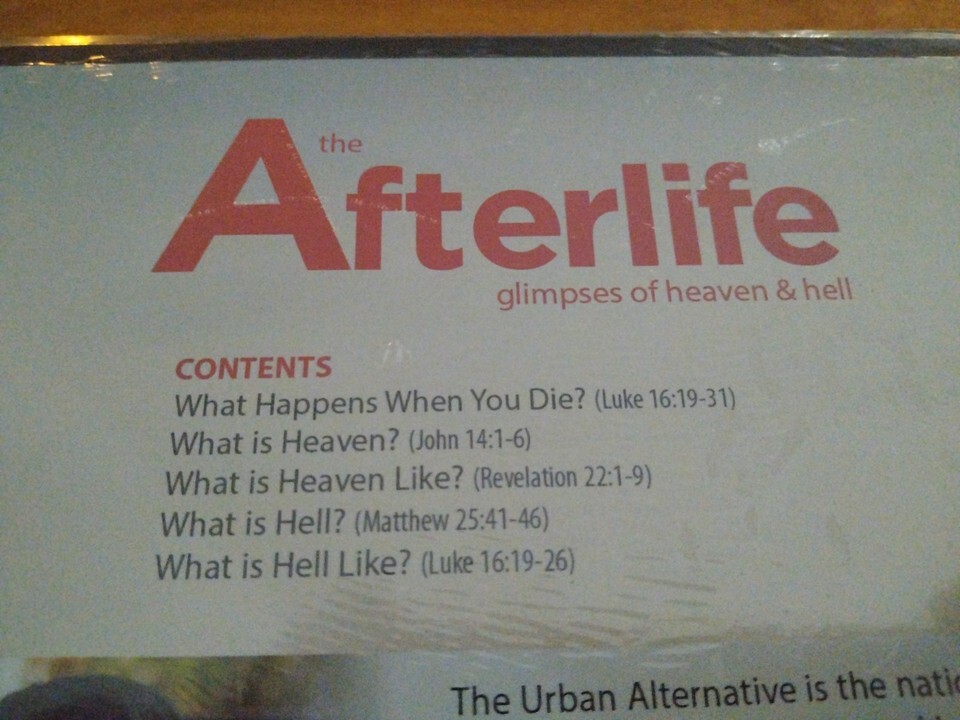 the
Afterlife
glimpses of heaven & hell
CONTENTS
What Happens When You Die? (Luke 16:19-31)
What is Heaven? (John 14:1-6)
What is Heaven Like? (Revelation 22:1-9)
What is Hell? (Matthew 25:41-46)
What is Hell Like? (Luke 16:19-26)
The Urban Alternative is the